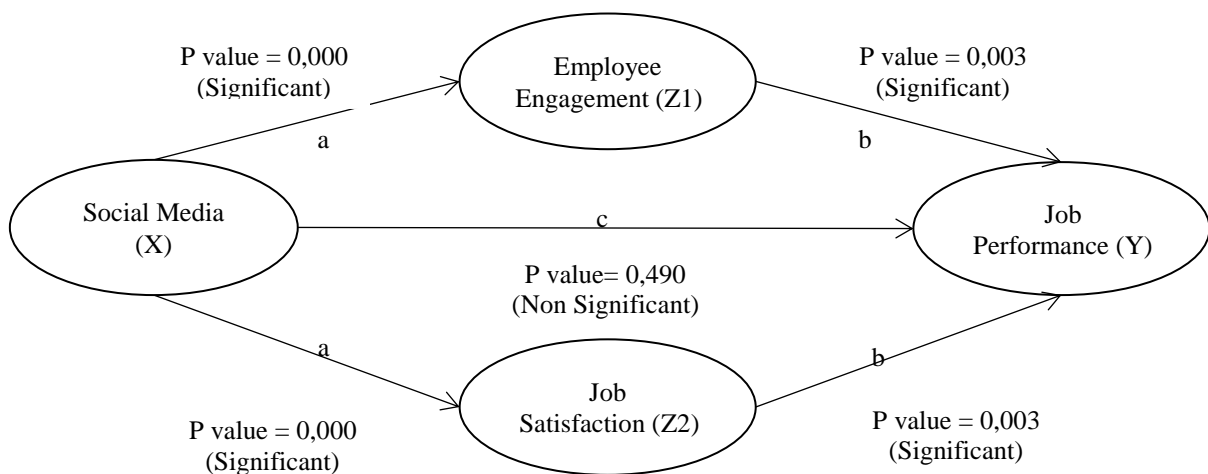 P value = 0,000
(Significant)
Employee
Engagement (Z1)
P value = 0,003
(Significant)
a
b
Social Media
(X)
c
Job
Performance (Y)
P value= 0,490
(Non Significant)
a
b
Job
Satisfaction (Z2)
P value = 0,000
(Significant)
P value = 0,003
(Significant)